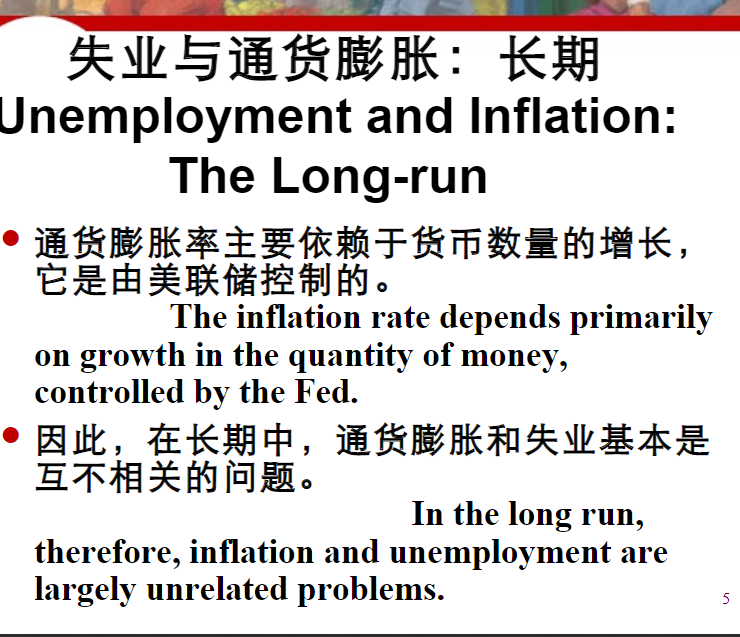 失业与通货膨胀：长期
Unemployment and Inflation:
The Long-run
通货膨胀率主要依赖于货币数量的增长，
它是由美联储控制的。
The inflation rate depends primarily
on growth in the quantity of money,
controlled by the Fed.
因此，在长期中，通货膨胀和失业基本是
互不相关的问题。
In the long run,
therefore, inflation and unemployment are
largely unrelated problems.
5